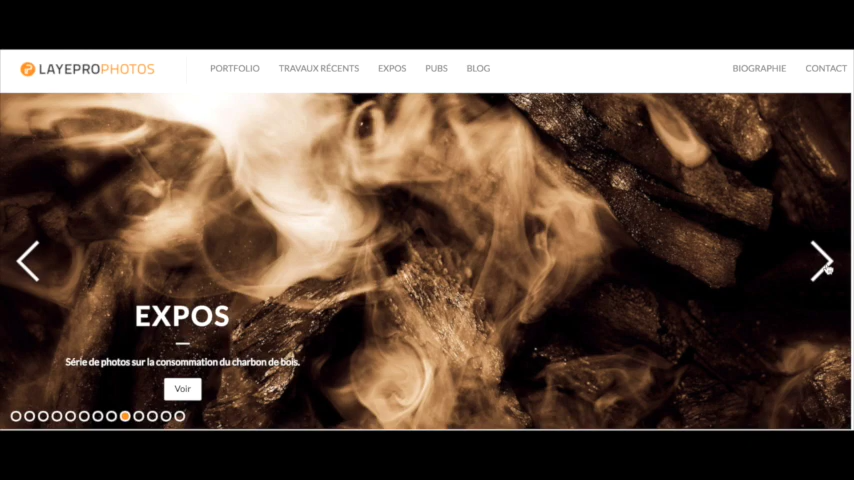 LAYEPROPHOTOS
PORTFOLIO TRAVAUX RÉCENTS EXPOS PUBS BLOG BIOGRAPHIE CONTACT
EXPOS
Série de photos sur la consommation du charbon de bois.
Voir